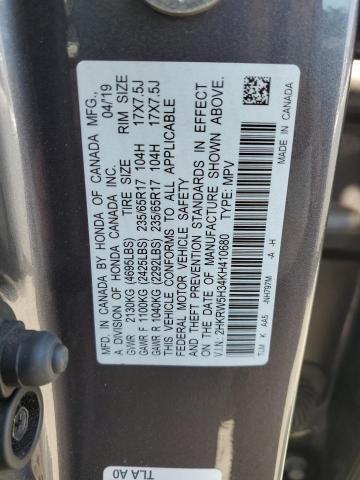 MFD. IN CANADA BY HONDA OF CANADA MFG., 04/19
A DIVISION OF HONDA CANADA INC.
TIRE SIZE RIM SIZE
GVWR 2130KG (4695LBS)
GAWR F 1100KG (2425LBS) 235/65R17 104H 17X7.5J
GAWR R 1040KG (2292LBS) 235/65R17 104H 17X7.5J
THIS VEHICLE CONFORMS TO ALL APPLICABLE
FEDERAL MOTOR VEHICLE SAFETY
AND THEFT PREVENTION STANDARDS IN EFFECT
ON THE DATE OF MANUFACTURE SHOWN ABOVE.
V.I.N.: 2HKRW5H34KH410680 TYPE: MPV
TLM K AA5 NH797M -A -H
MADE IN CANADA
TLA A0